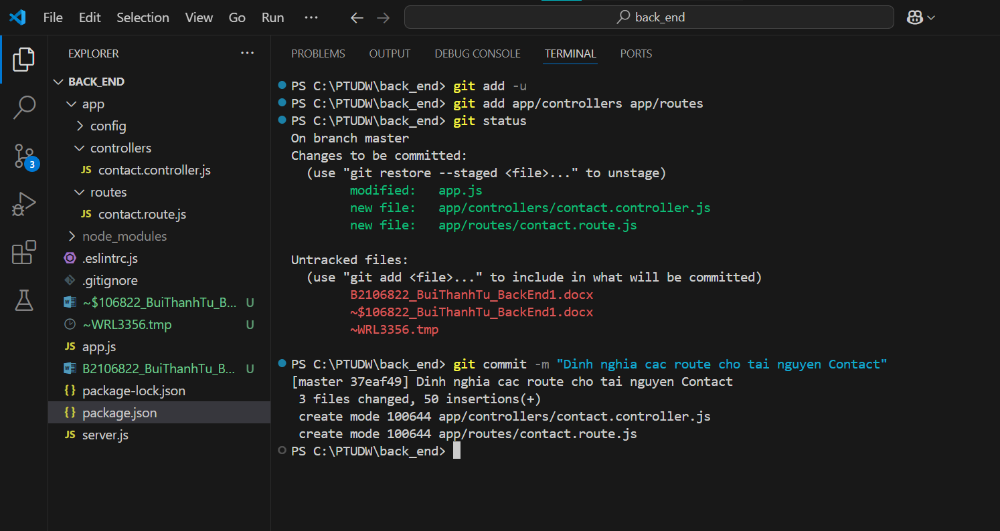 File Edit Selection View Go Run ...
back_end
EXPLORER ...
BACK_END
app
config
controllers
JS contact.controller.js
routes
JS contact.route.js
node_modules
.eslintrc.js
.gitignore
~$106822_BuiThanhTu_B... U
~WRL3356.tmp U
JS app.js
B2106822_BuiThanhTu_B... U
{} package-lock.json
{} package.json
JS server.js
3
PROBLEMS OUTPUT DEBUG CONSOLE TERMINAL PORTS
PS C:\PTUDW\back_end> git add -u
PS C:\PTUDW\back_end> git add app/controllers app/routes
PS C:\PTUDW\back_end> git status
On branch master
Changes to be committed:
  (use "git restore --staged <file>..." to unstage)
        modified:   app.js
        new file:   app/controllers/contact.controller.js
        new file:   app/routes/contact.route.js
Untracked files:
  (use "git add <file>..." to include in what will be committed)
        B2106822_BuiThanhTu_BackEnd1.docx
        ~$106822_BuiThanhTu_BackEnd1.docx
        ~WRL3356.tmp
PS C:\PTUDW\back_end> git commit -m "Dinh nghia cac route cho tai nguyen Contact"
[master 37eaf49] Dinh nghia cac route cho tai nguyen Contact
 3 files changed, 50 insertions(+)
 create mode 100644 app/controllers/contact.controller.js
 create mode 100644 app/routes/contact.route.js
PS C:\PTUDW\back_end>